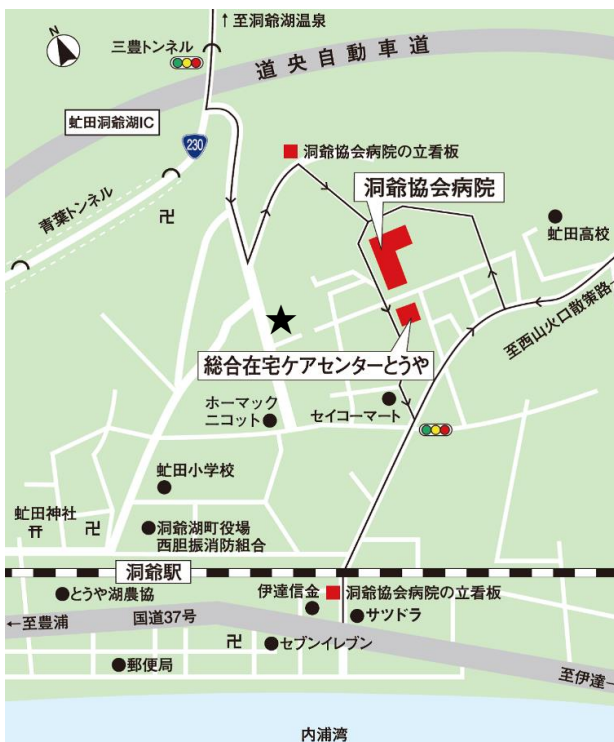 ↑至洞爺湖温泉
N
三豊トンネル
道央自動車道
虻田洞爺湖IC
230
洞爺協会病院の立看板
青葉トンネル
洞爺協会病院
虻田高校
至西山火口散策路→
総合在宅ケアセンターとうや
ホーマック
ニコット
セイコーマート
虻田小学校
虻田神社
洞爺湖町役場
西胆振消防組合
洞爺駅
とうや湖農協
伊達信金
洞爺協会病院の立看板
←至豊浦
国道37号
サツドラ
セブンイレブン
郵便局
至伊達→
内浦湾